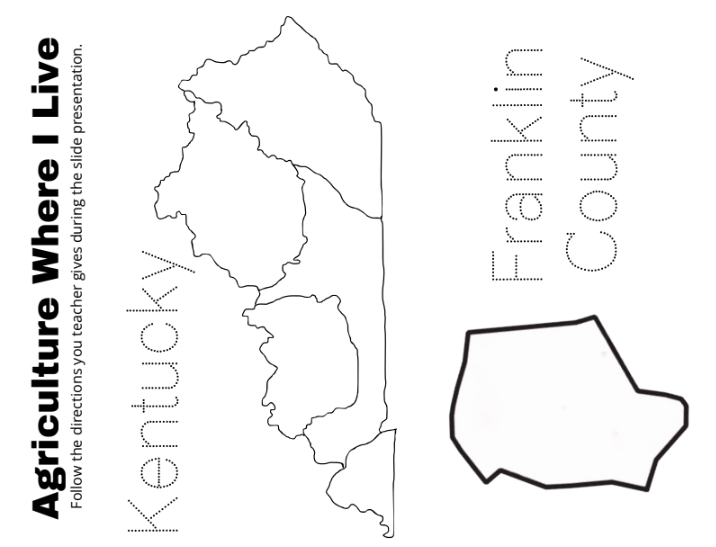 Agriculture Where I Live
Follow the directions you teacher gives during the slide presentation.
Kentucky
Franklin
County